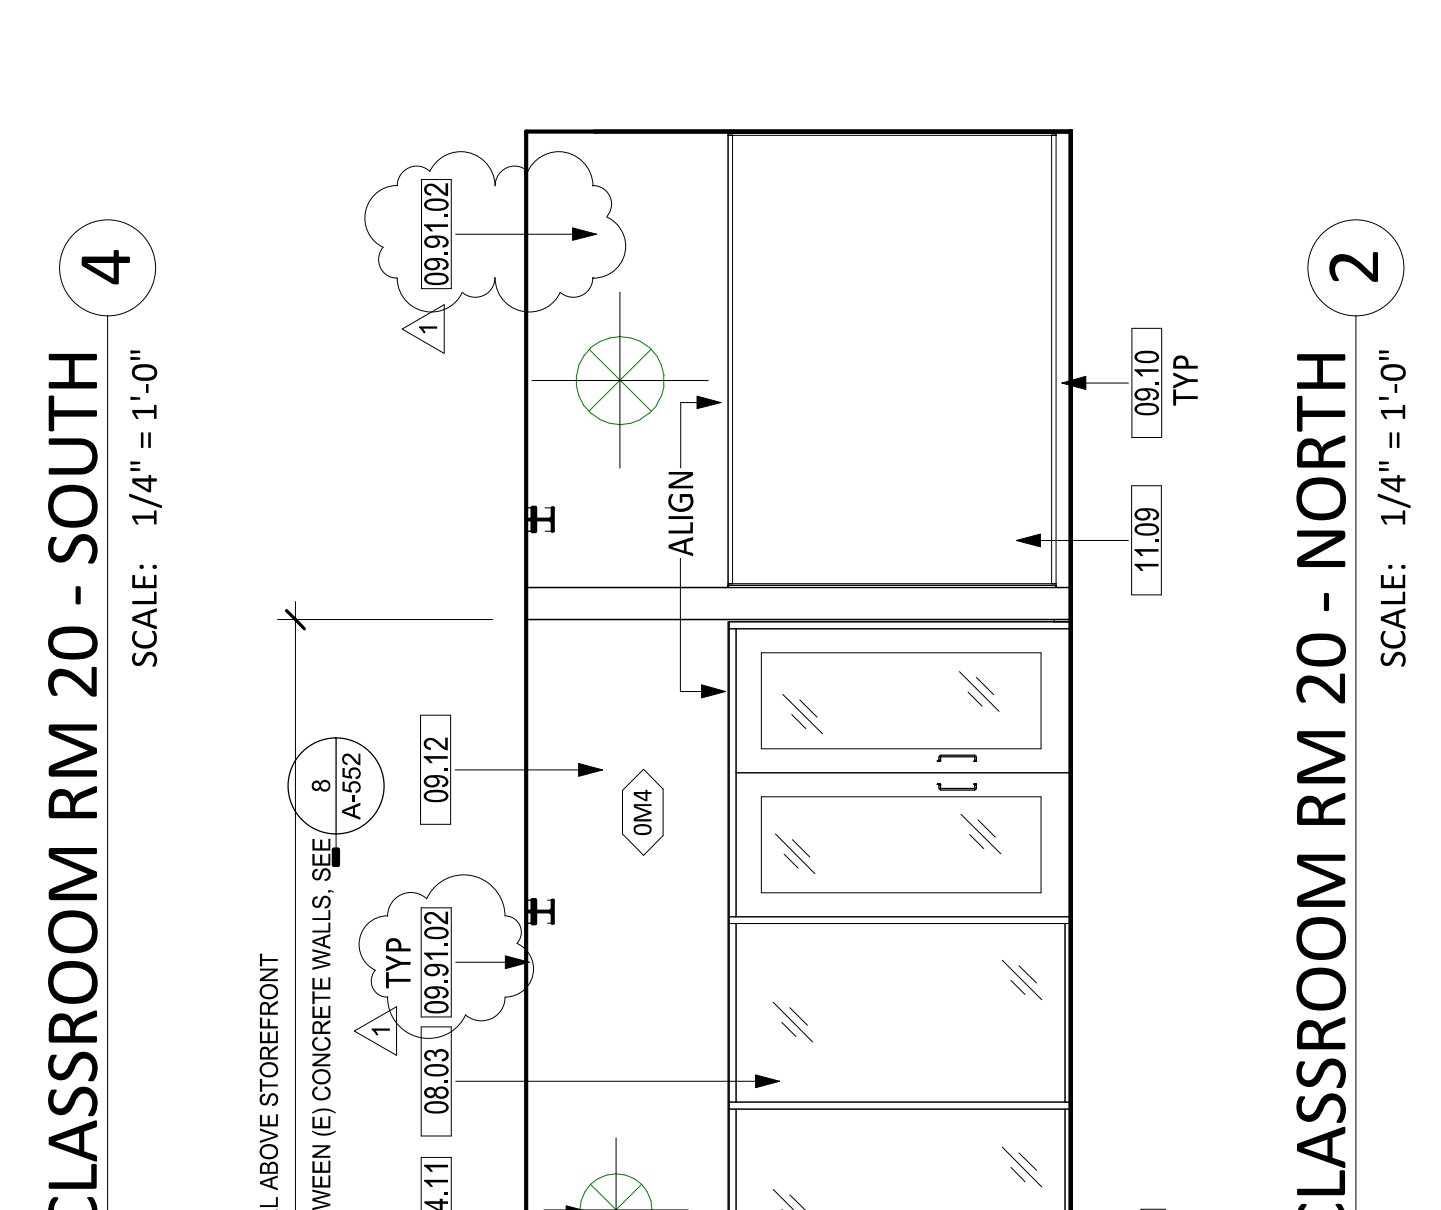 4
CLASSROOM RM 20 - SOUTH
SCALE: 1/4" = 1'-0"
L ABOVE STOREFRONT
WEEN (E) CONCRETE WALLS, SEE
8
A-552
1
TYP
09.91.02
1
09.91.02
09.12
08.03
4.11
0M4
ALIGN
09.10
TYP
11.09
2
CLASSROOM RM 20 - NORTH
SCALE: 1/4" = 1'-0"